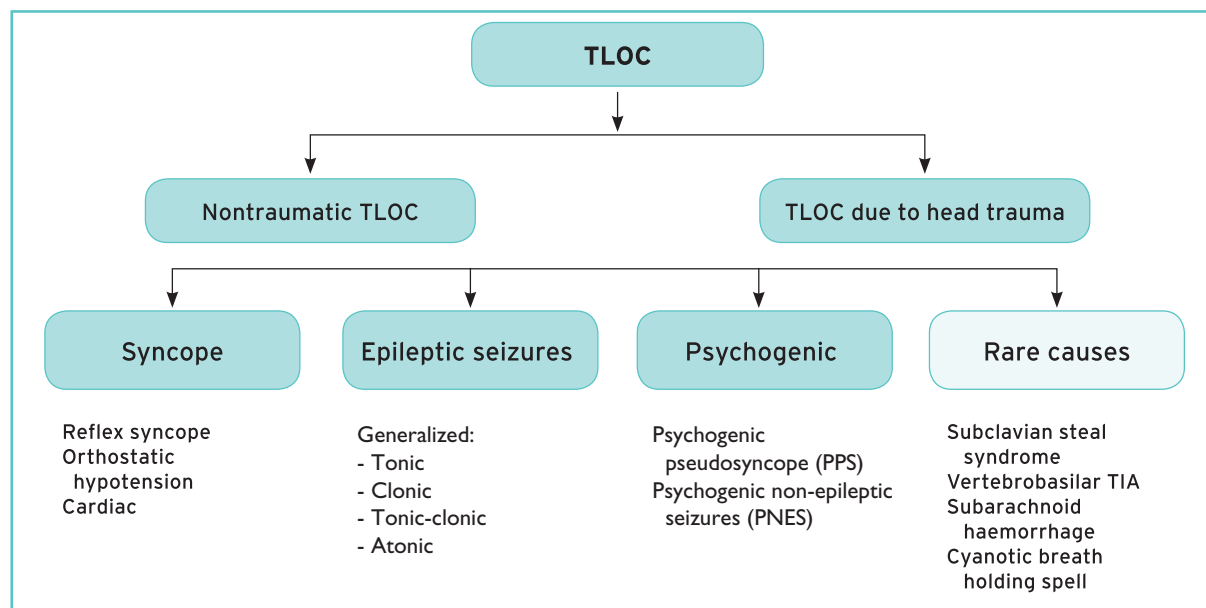 TLOC
Nontraumatic TLOC
TLOC due to head trauma
Syncope
Epileptic seizures
Psychogenic
Rare causes
Reflex syncope
Orthostatic
hypotension
Cardiac
Generalized:
- Tonic
- Clonic
- Tonic-clonic
- Atonic
Psychogenic
pseudosyncope (PPS)
Psychogenic non-epileptic
seizures (PNES)
Subclavian steal
syndrome
Vertebrobasilar TIA
Subarachnoid
haemorrhage
Cyanotic breath
holding spell